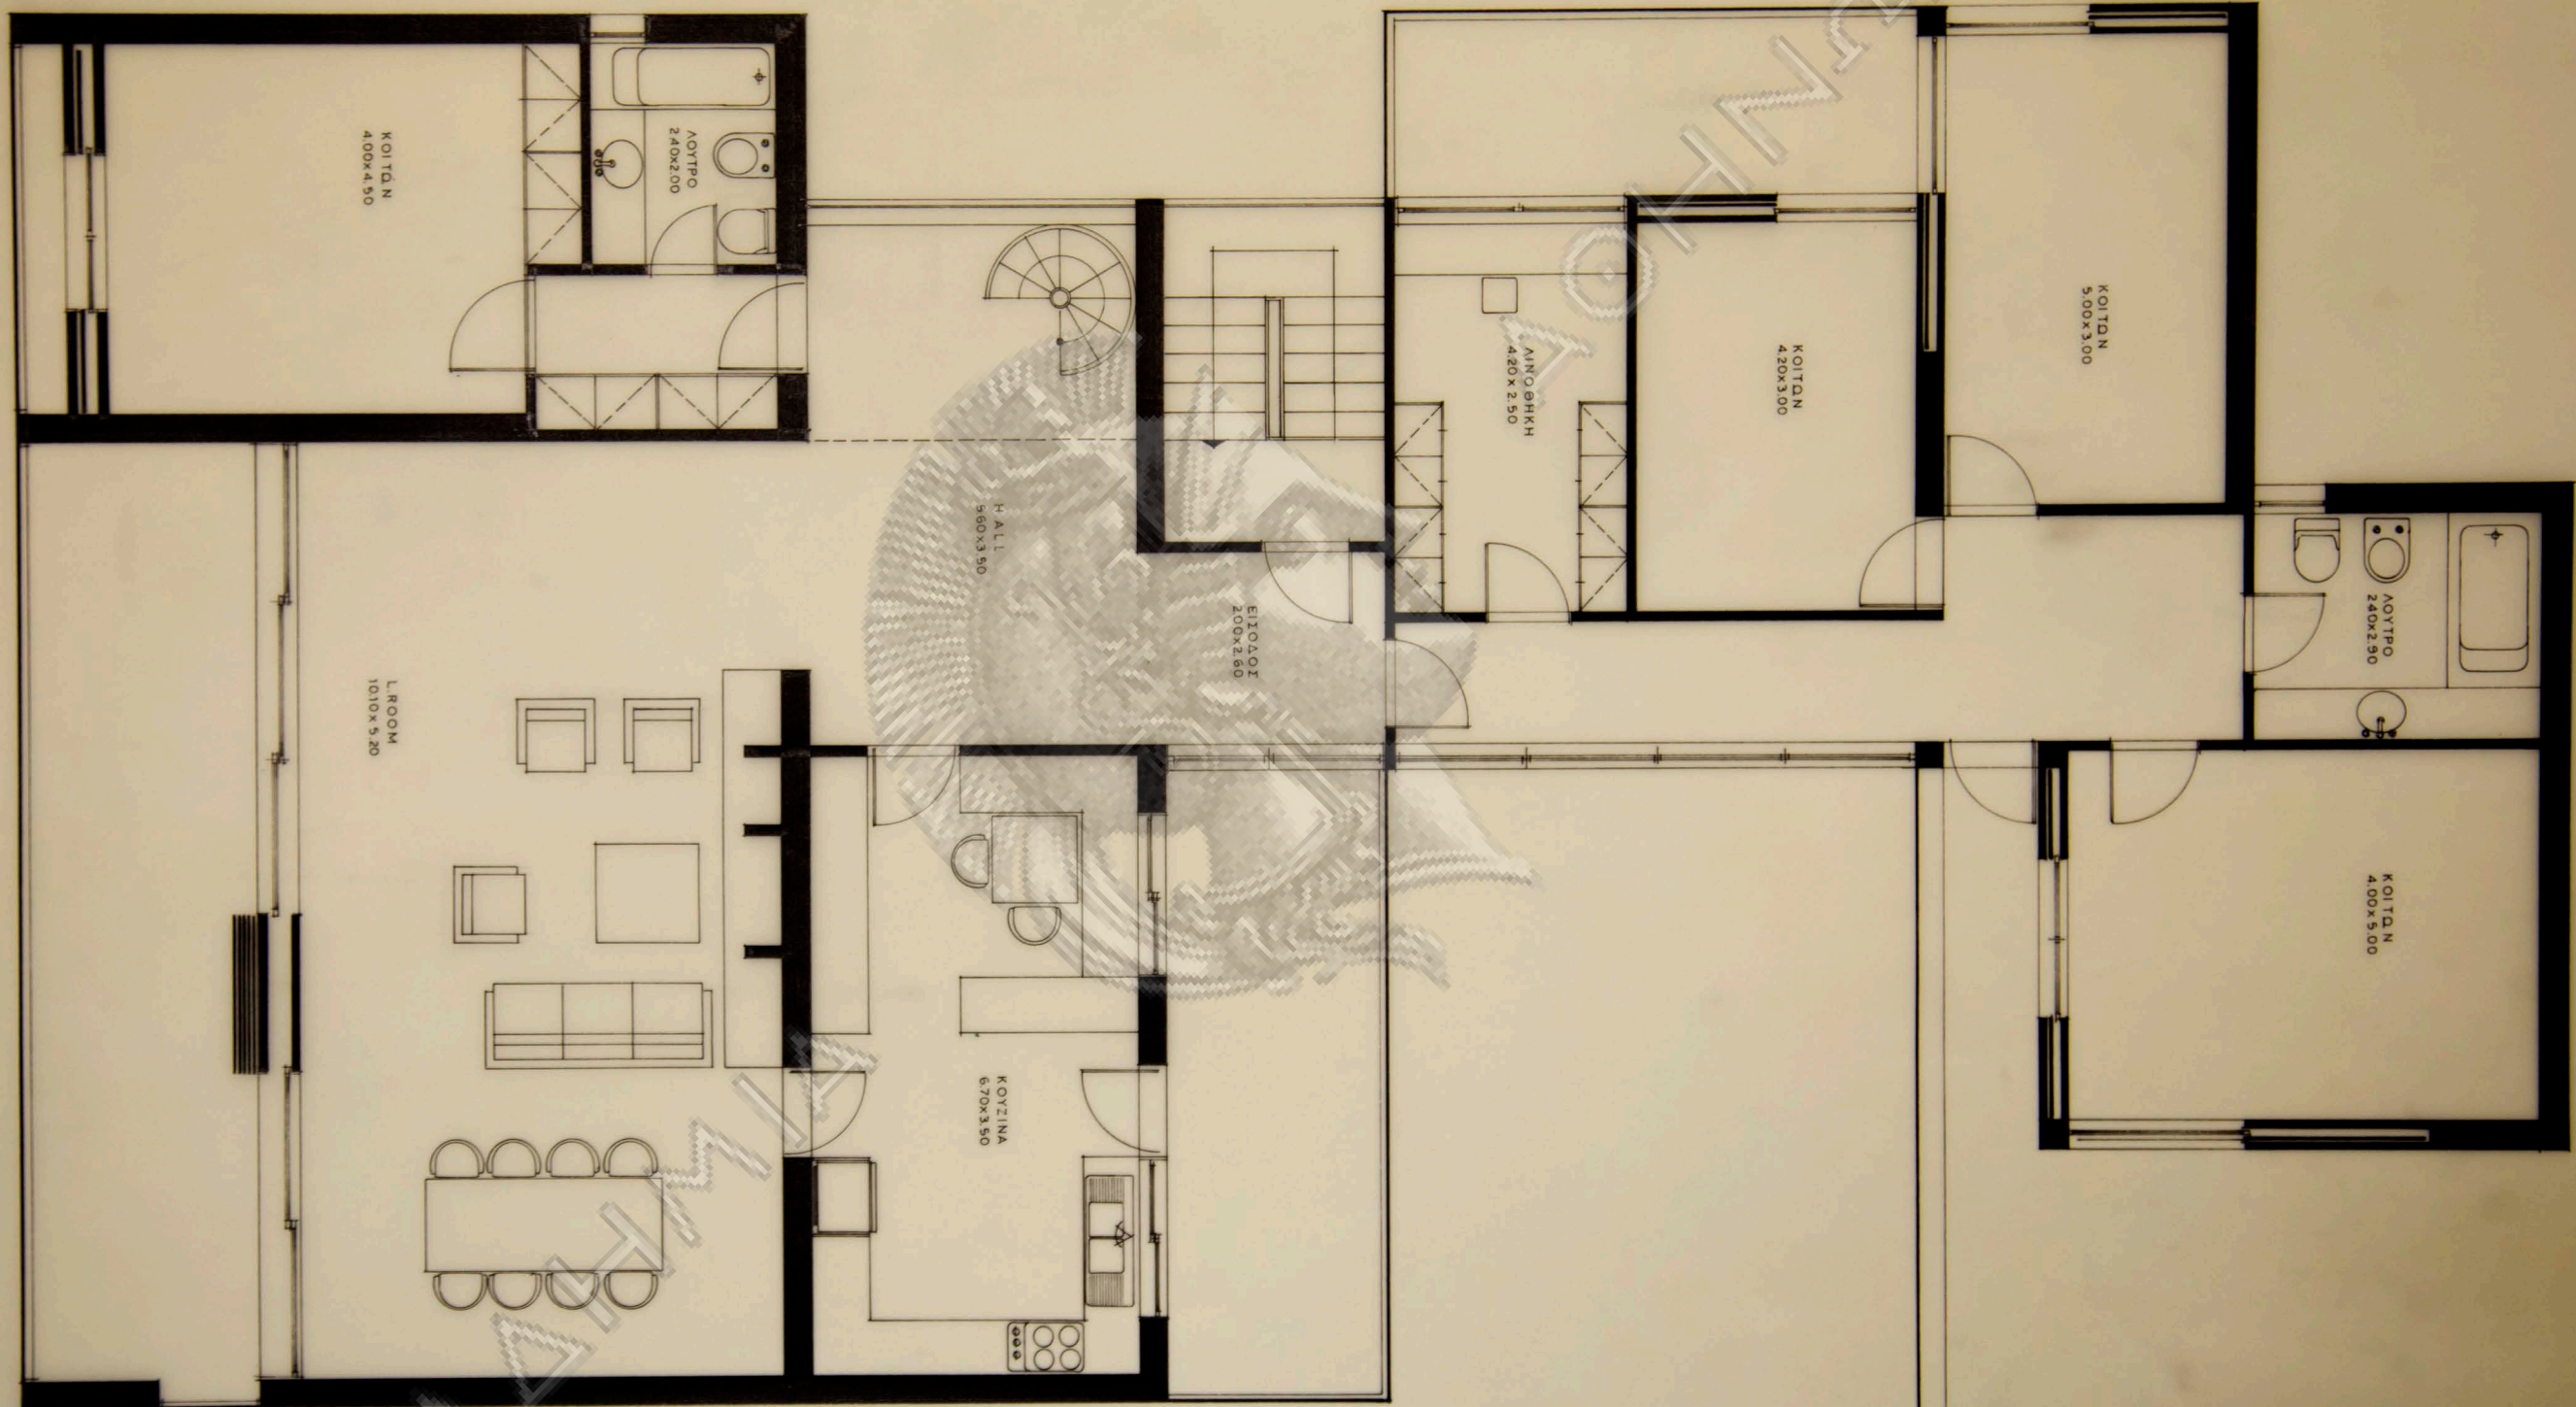 ΚΟΙΤΩΝ
4.00x4.50
ΛΟΥΤΡΟ
2.40x2.00
HALL
5.60x3.50
L.ROOM
10.10x5.20
ΕΙΣΟΔΟΣ
2.00x2.60
ΚΟΥΖΙΝΑ
6.70x3.50
ΛΙΝΟΘΗΚΗ
4.20x2.50
ΚΟΙΤΩΝ
4.20x3.00
ΚΟΙΤΩΝ
5.00x3.00
ΛΟΥΤΡΟ
2.40x2.90
ΚΟΙΤΩΝ
4.00x5.00
ΑΘΗΝΩ
ΔΗΜΙΑ